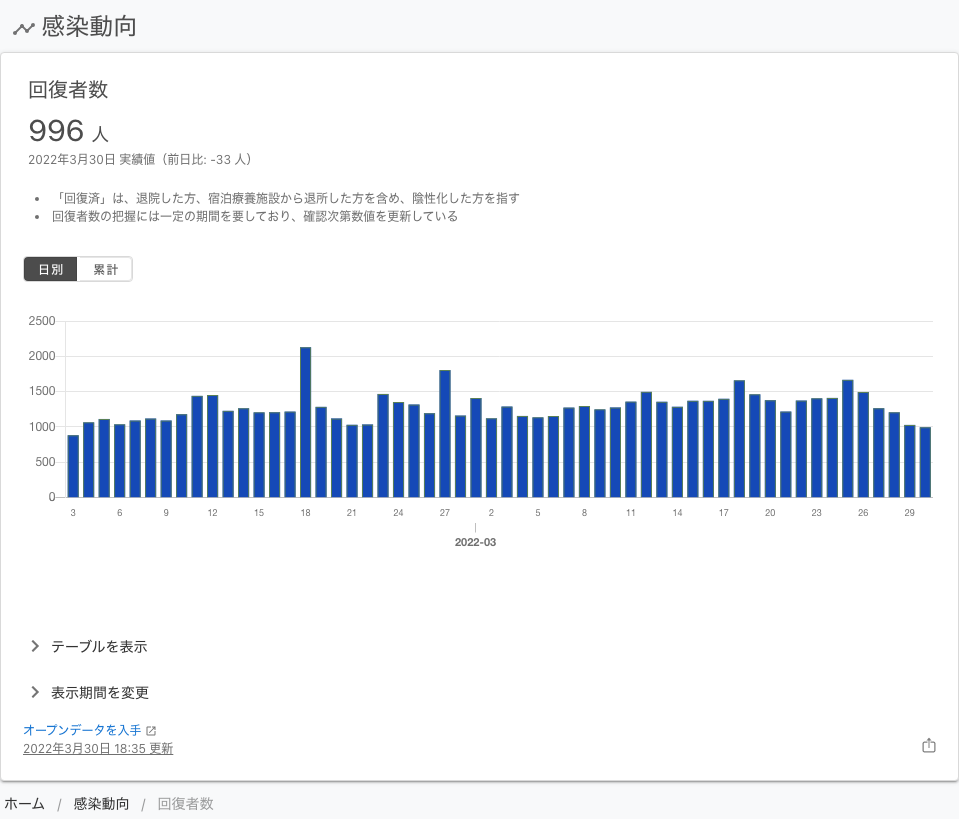 感染動向
回復者数
996 人
2022年3月30日 実績値（前日比: -33 人）
• 「回復済」は、退院した方、宿泊療養施設から退所した方を含め、陰性化した方を指す
• 回復者数の把握には一定の期間を要しており、確認次第数値を更新している
日別 累計
2500
2000
1500
1000
500
0
3 6 9 12 15 18 21 24 27 2 5 8 11 14 17 20 23 26 29
2022-03
テーブルを表示
表示期間を変更
オープンデータを入手
2022年3月30日 18:35 更新
ホーム / 感染動向 / 回復者数